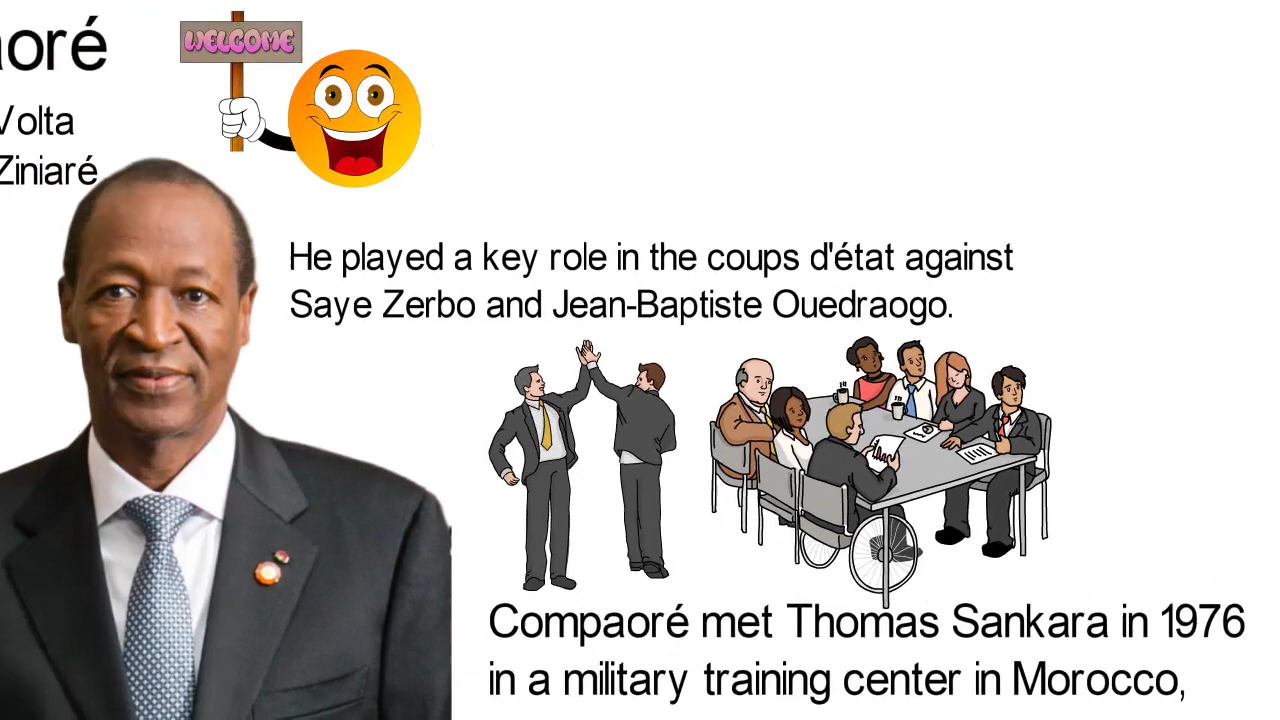 aoré
WELCOME
Volta
Ziniaré
He played a key role in the coups d'état against
Saye Zerbo and Jean-Baptiste Ouedraogo.
Compaoré met Thomas Sankara in 1976
in a military training center in Morocco,